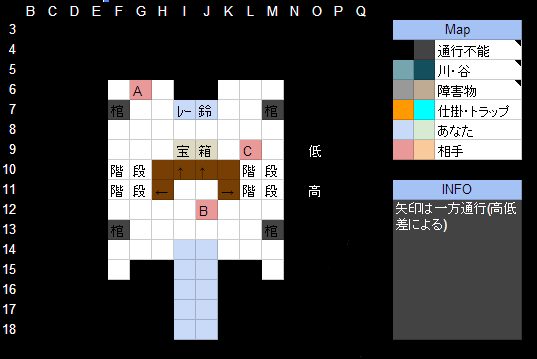 B C D E F G H I J K L M N O P Q
3 Map
4 通行不能
5 川・谷
6 A 障害物
7 棺 ﾚｰ 鈴 棺 仕掛・トラップ
8 あなた
9 宝 箱 C 低 相手
10 階 段 ↑ ↑ 階 段
11 階 段 ← → 階 段 高 INFO
12 B 矢印は一方通行(高低
13 棺 棺 差による)
14
15
16
17
18